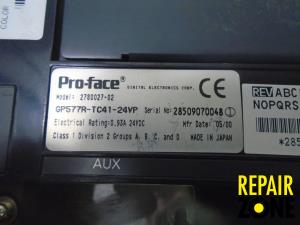 COLOR
Pro-face®
DIGITAL ELECTRONICS CORP.
CE
Model: 2780027-02
GP577R-TC41-24VP
Serial No: 28509070048
Electrical Rating: 0.93A 24VDC
Mfr Date: 05/00
Class 1 Division 2 Groups A, B, C, and D
MADE IN JAPAN
REV ABC
NOPQRS
*285
AUX
REPAIR
ZONE